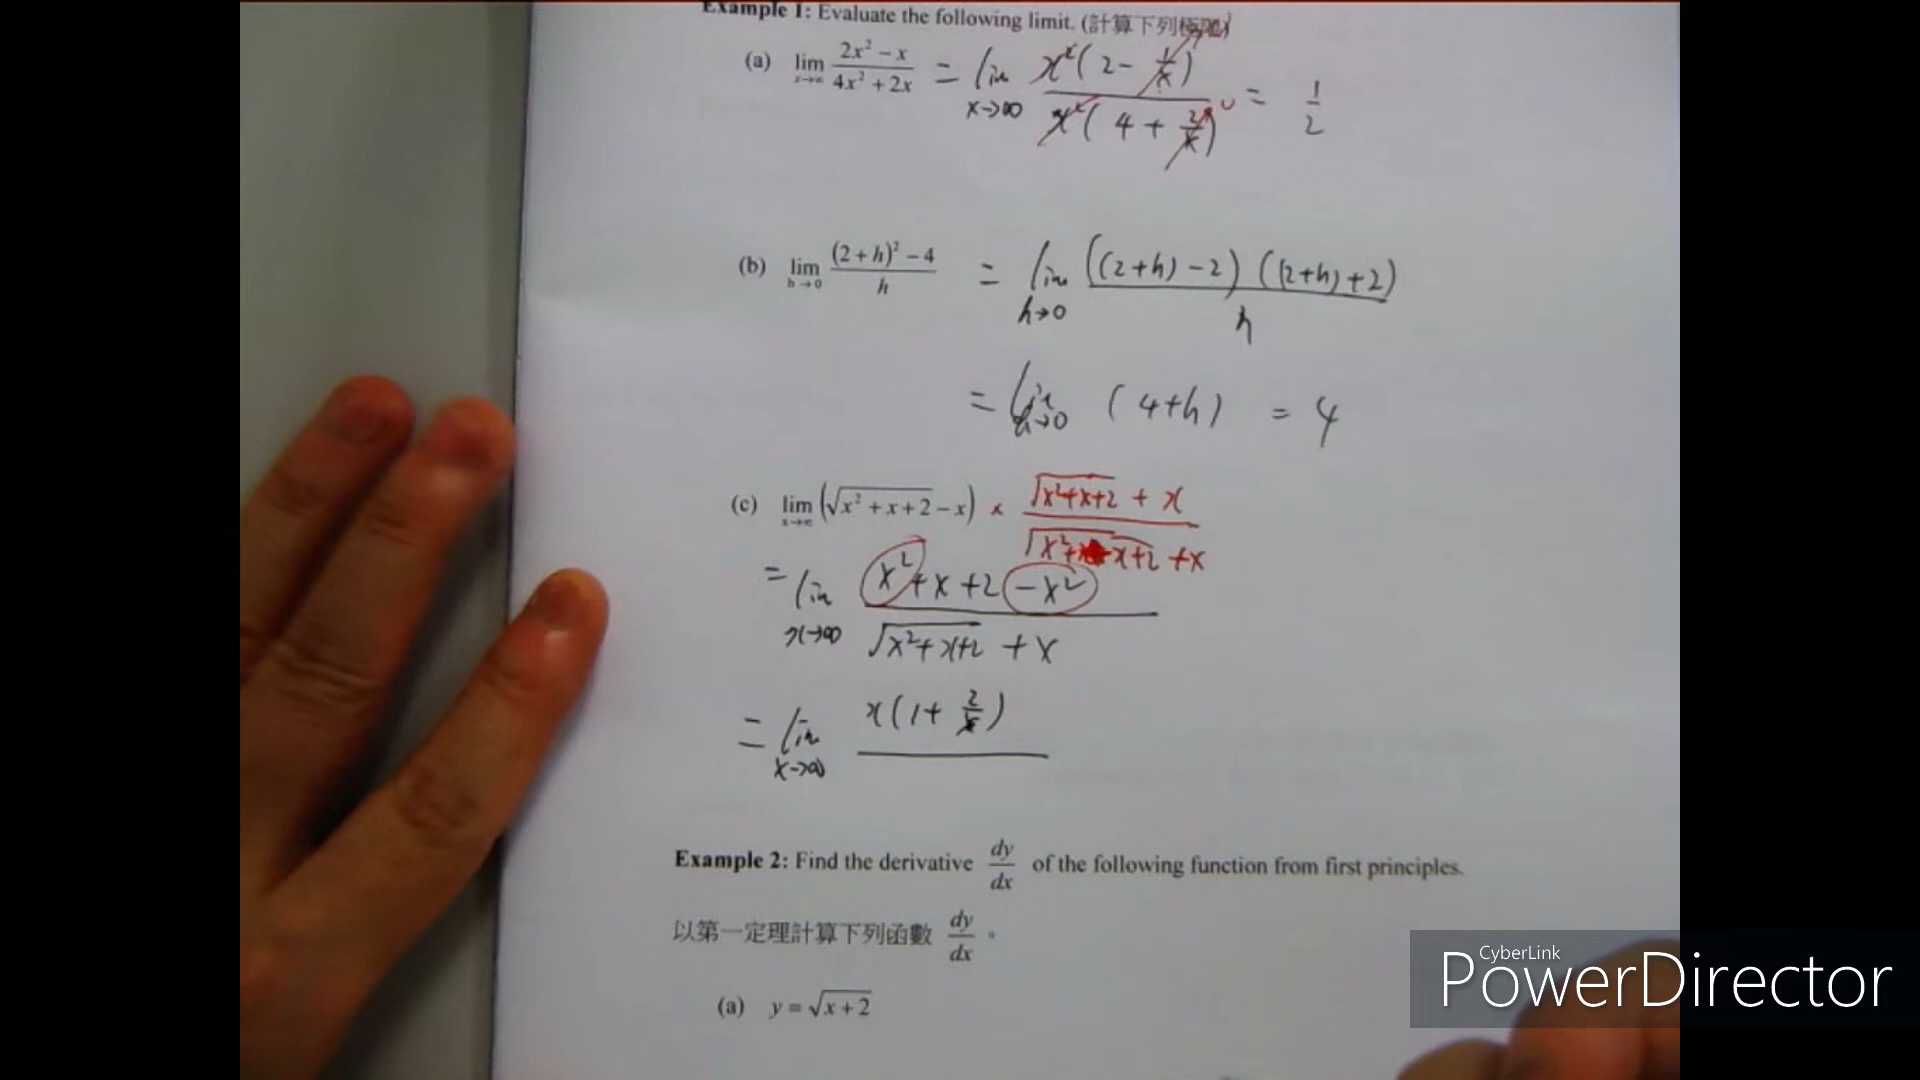 Example 1: Evaluate the following limit. (計算下列極限)
(a) lim x→∞ (2x² − x)/(4x² + 2x) = lim x→∞ x²(2 − 1/x) / x²(4 + 2/x) = 1/2
(b) lim h→0 ((2 + h)² − 4)/h = lim h→0 ((2+h) − 2)((2+h) + 2) / h
= lim h→0 (4+h) = 4
(c) lim x→∞ (√(x² + x + 2) − x) × (√(x²+x+2) + x) / (√(x²+x+2) + x)
= lim x→∞ (x² + x + 2 − x²) / (√(x²+x+2) + x)
= lim x→∞ x(1 + 2/x)
Example 2: Find the derivative dy/dx of the following function from first principles.
以第一定理計算下列函數 dy/dx。
(a) y = √(x + 2)
CyberLink
PowerDirector